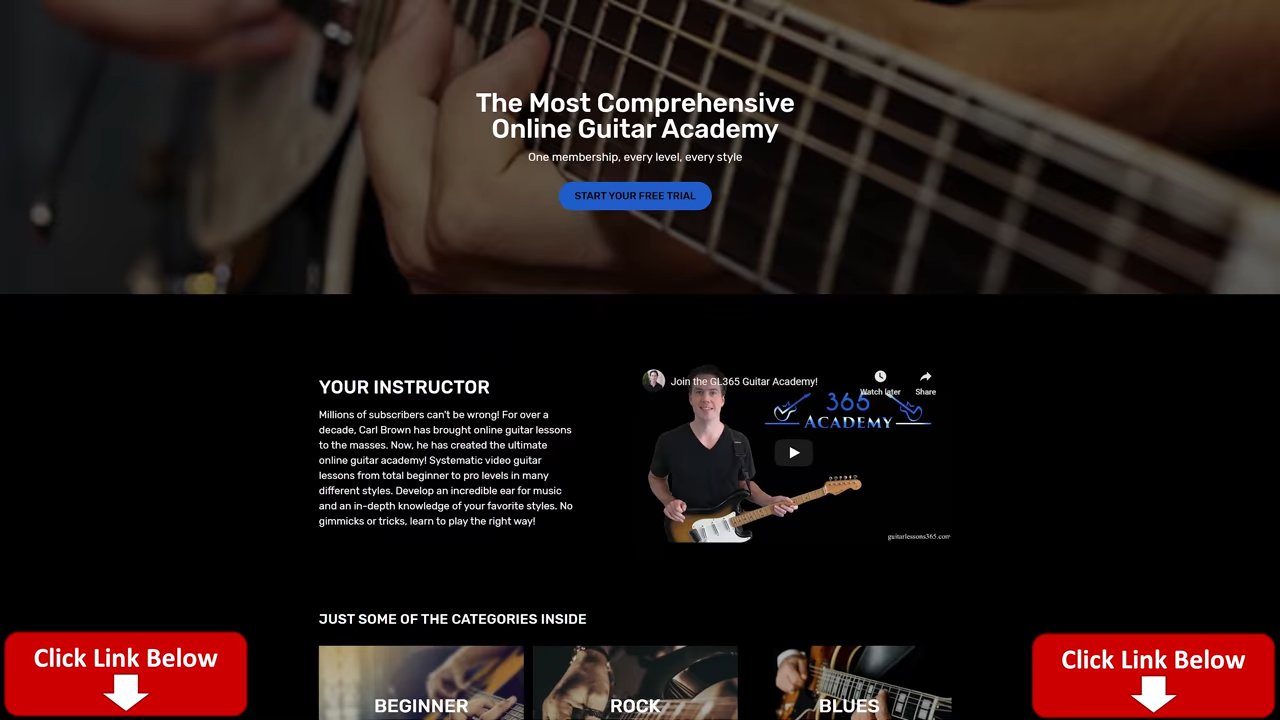 The Most Comprehensive
Online Guitar Academy
One membership, every level, every style
START YOUR FREE TRIAL
YOUR INSTRUCTOR
Millions of subscribers can't be wrong! For over a
decade, Carl Brown has brought online guitar lessons
to the masses. Now, he has created the ultimate
online guitar academy! Systematic video guitar
lessons from total beginner to pro levels in many
different styles. Develop an incredible ear for music
and an in-depth knowledge of your favorite styles. No
gimmicks or tricks, learn to play the right way!
Join the GL365 Guitar Academy!
Watch later
Share
365
ACADEMY
guitarlessons365.com
JUST SOME OF THE CATEGORIES INSIDE
BEGINNER
ROCK
BLUES
Click Link Below
Click Link Below